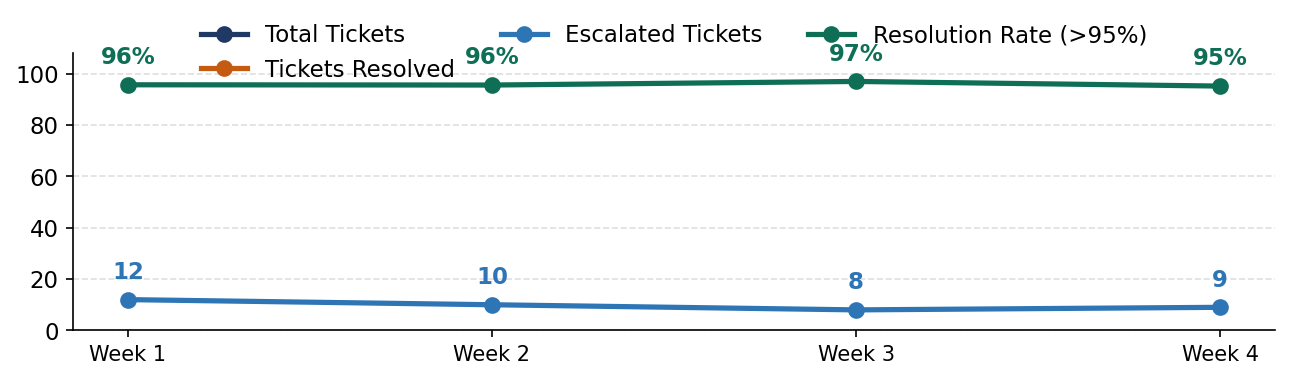 Total Tickets Escalated Tickets Resolution Rate (>95%)
Tickets Resolved
96% 96% 97% 95%
100
80
60
40
20
0
12 10 8 9
Week 1 Week 2 Week 3 Week 4